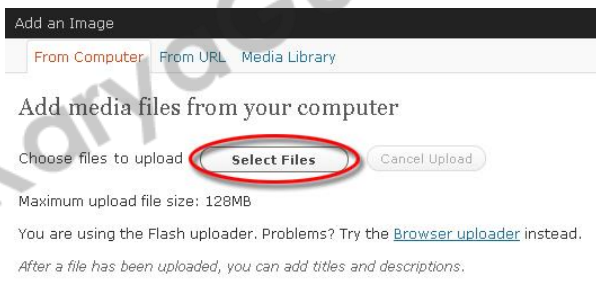 Add an Image
From Computer From URL Media Library
Add media files from your computer
Choose files to upload Select Files Cancel Upload
Maximum upload file size: 128MB
You are using the Flash uploader. Problems? Try the Browser uploader instead.
After a file has been uploaded, you can add titles and descriptions.